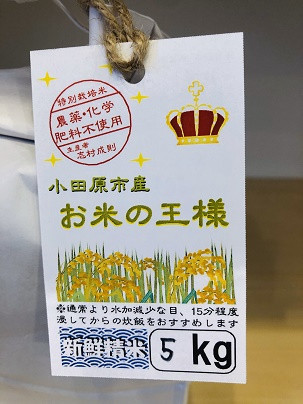 特別栽培米
農薬・化学
肥料不使用
生産者
志村成則
小田原市産
お米の王様
※通常より水加減少な目、15分程度
浸してからの炊飯をおすすめします
新鮮精米 5 kg